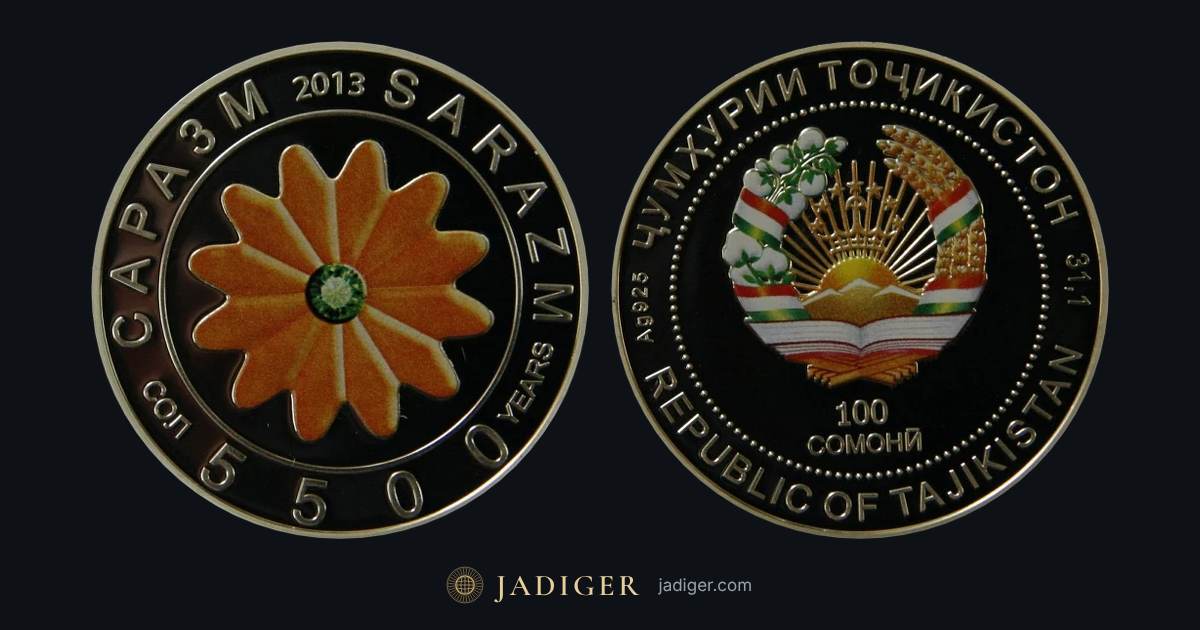 САРАЗМ 2013 SARAZM
СОЛ 5500 YEARS
ҶУМҲУРИИ ТОҶИКИСТОН
Ag925
31,1
100
СОМОНӢ
REPUBLIC OF TAJIKISTAN
JADIGER jadiger.com